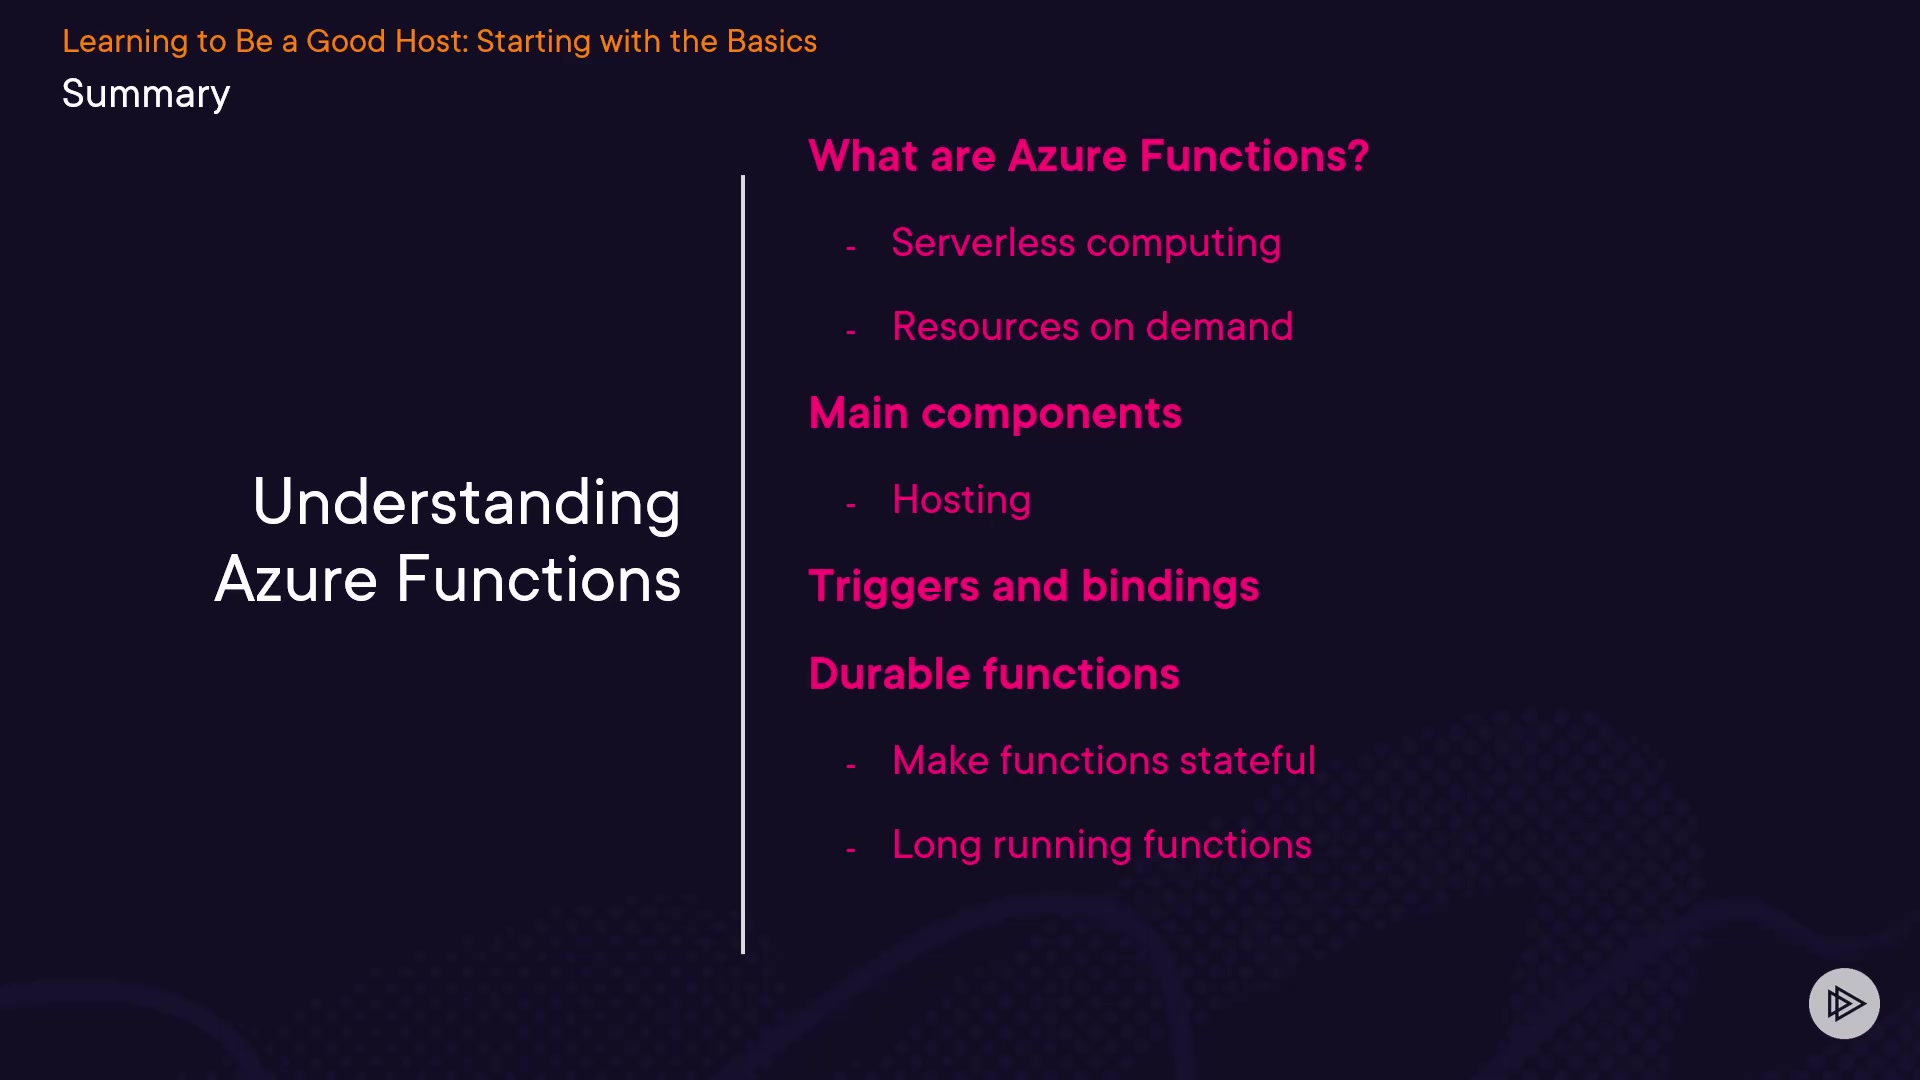 Learning to Be a Good Host: Starting with the Basics
Summary
Understanding
Azure Functions
What are Azure Functions?
- Serverless computing
- Resources on demand
Main components
- Hosting
Triggers and bindings
Durable functions
- Make functions stateful
- Long running functions